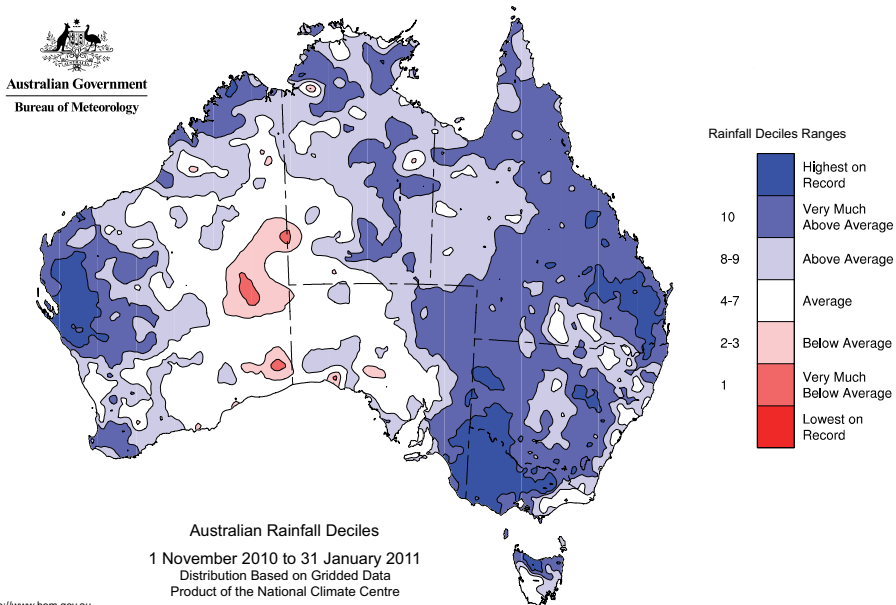 Australian Government
Bureau of Meteorology
Rainfall Deciles Ranges
Highest on
Record
10
Very Much
Above Average
8-9
Above Average
4-7
Average
2-3
Below Average
1
Very Much
Below Average
Lowest on
Record
Australian Rainfall Deciles
1 November 2010 to 31 January 2011
Distribution Based on Gridded Data
Product of the National Climate Centre